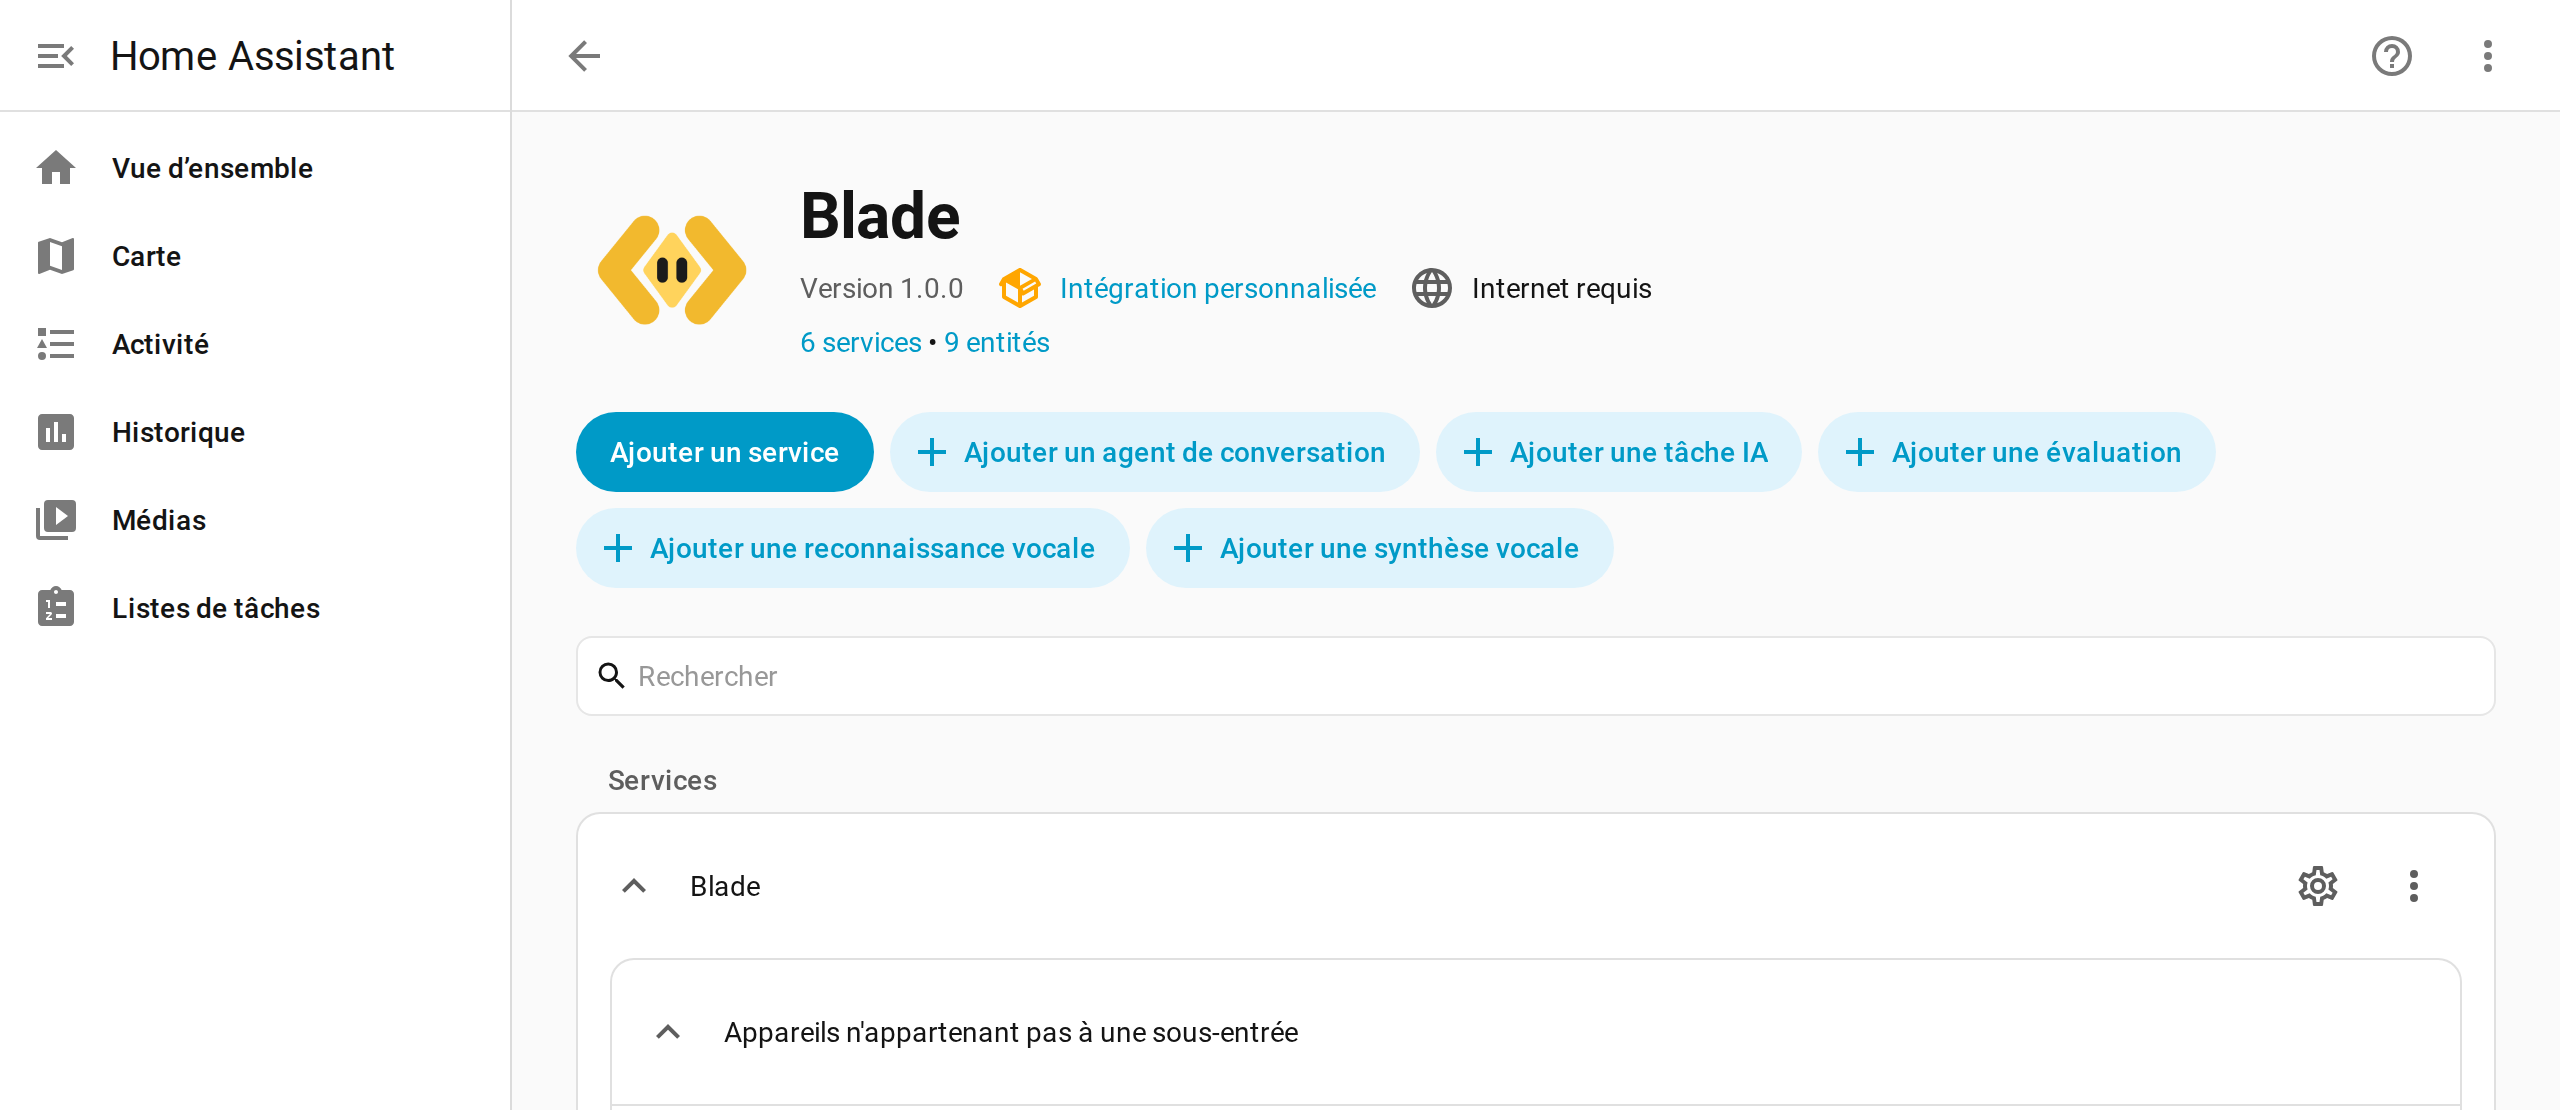 Home Assistant
Vue d’ensemble
Carte
Activité
Historique
Médias
Listes de tâches
Blade
Version 1.0.0 Intégration personnalisée Internet requis
6 services • 9 entités
Ajouter un service Ajouter un agent de conversation Ajouter une tâche IA Ajouter une évaluation
Ajouter une reconnaissance vocale Ajouter une synthèse vocale
Rechercher
Services
Blade
Appareils n'appartenant pas à une sous-entrée